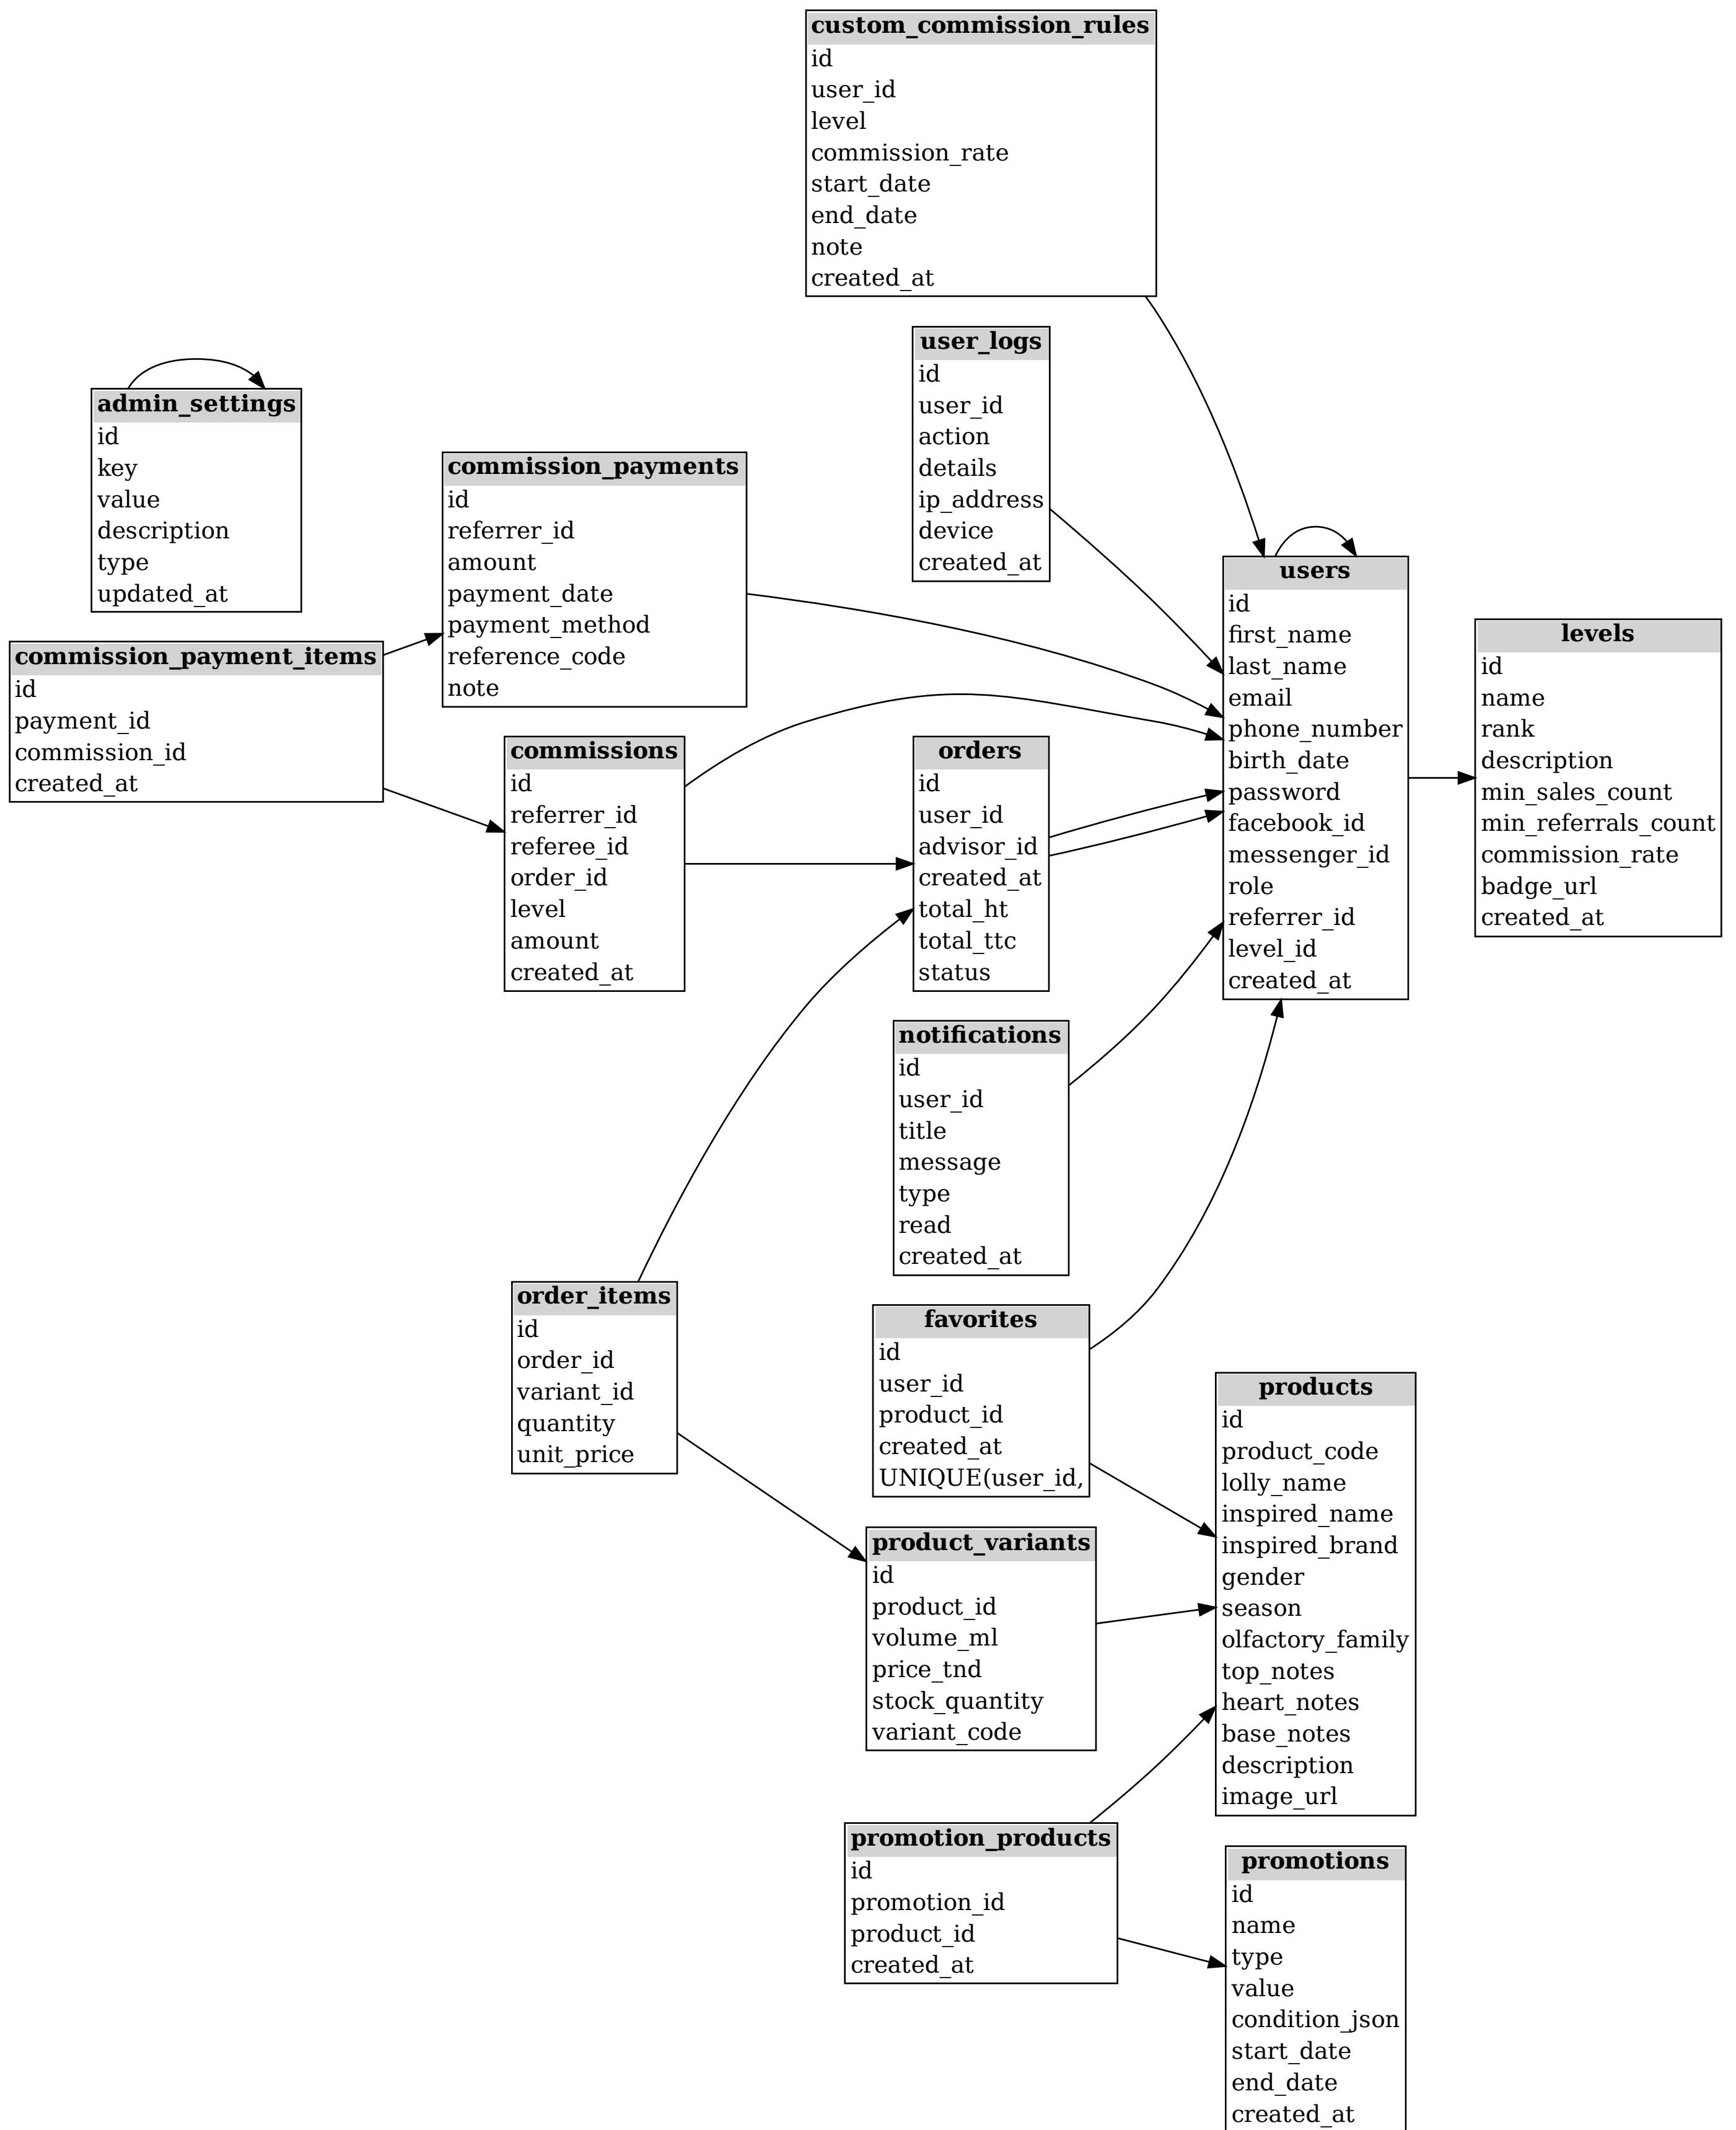 custom_commission_rules
id
user_id
level
commission_rate
start_date
end_date
note
created_at
user_logs
id
user_id
action
details
ip_address
device
created_at
admin_settings
id
key
value
description
type
updated_at
commission_payments
id
referrer_id
amount
payment_date
payment_method
reference_code
note
users
id
first_name
last_name
email
phone_number
birth_date
password
facebook_id
messenger_id
role
referrer_id
level_id
created_at
levels
id
name
rank
description
min_sales_count
min_referrals_count
commission_rate
badge_url
created_at
commission_payment_items
id
payment_id
commission_id
created_at
commissions
id
referrer_id
referee_id
order_id
level
amount
created_at
orders
id
user_id
advisor_id
created_at
total_ht
total_ttc
status
notifications
id
user_id
title
message
type
read
created_at
order_items
id
order_id
variant_id
quantity
unit_price
favorites
id
user_id
product_id
created_at
UNIQUE(user_id,
products
id
product_code
lolly_name
inspired_name
inspired_brand
gender
season
olfactory_family
top_notes
heart_notes
base_notes
description
image_url
product_variants
id
product_id
volume_ml
price_tnd
stock_quantity
variant_code
promotion_products
id
promotion_id
product_id
created_at
promotions
id
name
type
value
condition_json
start_date
end_date
created_at